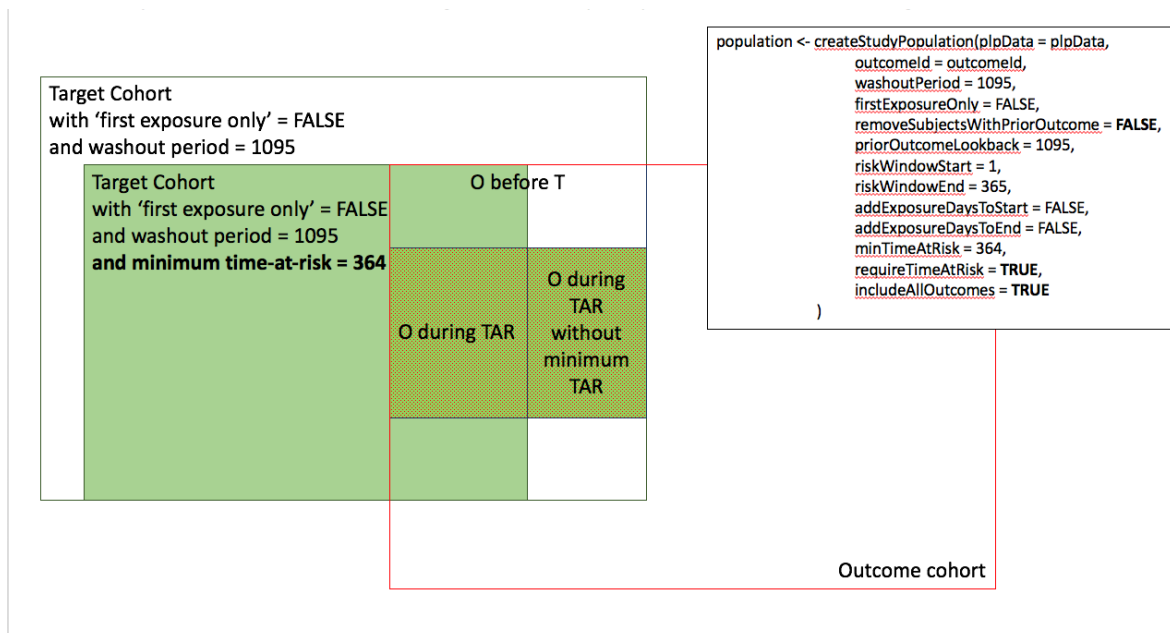 Target Cohort
with ‘first exposure only’ = FALSE
and washout period = 1095
Target Cohort
with ‘first exposure only’ = FALSE
and washout period = 1095
and minimum time-at-risk = 364
O before T
O during TAR
O during
TAR
without
minimum
TAR
population <- createStudyPopulation(plpData = plpData,
outcomeId = outcomeId,
washoutPeriod = 1095,
firstExposureOnly = FALSE,
removeSubjectsWithPriorOutcome = FALSE,
priorOutcomeLookback = 1095,
riskWindowStart = 1,
riskWindowEnd = 365,
addExposureDaysToStart = FALSE,
addExposureDaysToEnd = FALSE,
minTimeAtRisk = 364,
requireTimeAtRisk = TRUE,
includeAllOutcomes = TRUE
)
Outcome cohort